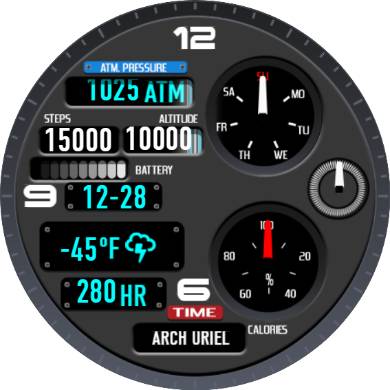 12
ATM. PRESSURE
1025 ATM
STEPS
ALTITUDE
15000
10000
BATTERY
9
12-28
-45°F
280 HR
6
TIME
ARCH URIEL
SA
MO
FR
TU
TH
WE
100
80
20
%
60
40
CALORIES